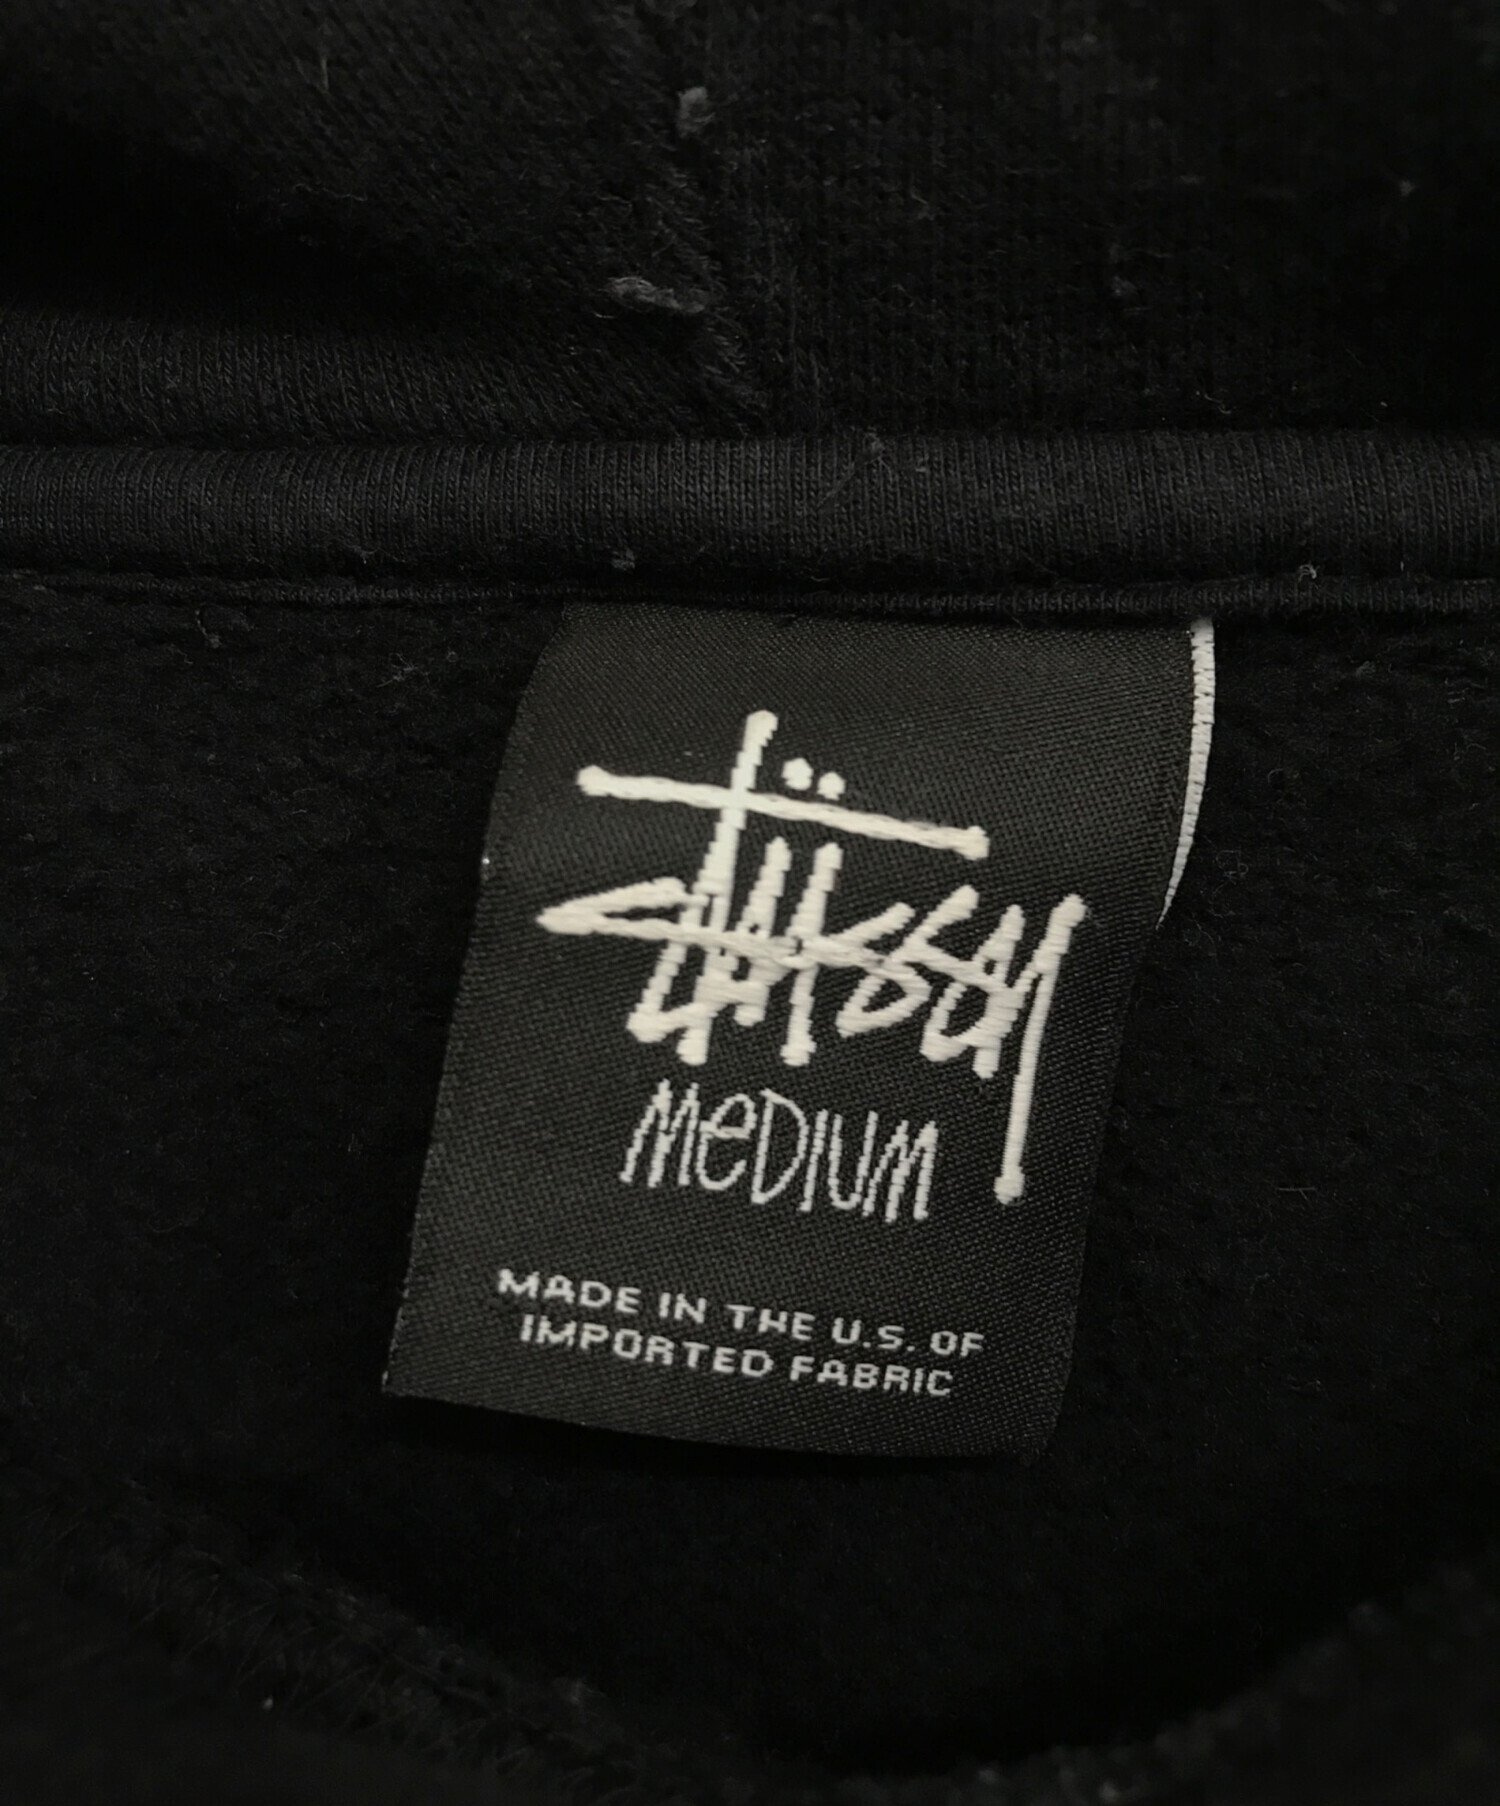 Stüssy
MeDIUM
MADE IN THE U.S. OF
IMPORTED FABRIC